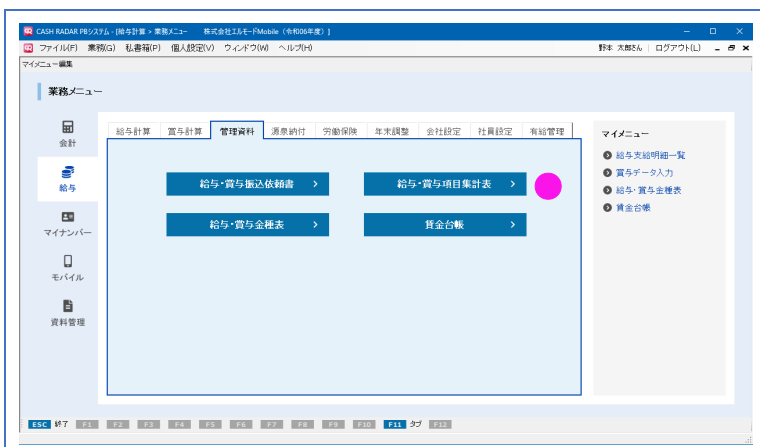 CASH RADAR PBシステム - [給与計算 > 業務メニュー 株式会社エルモードMobile（令和006年度）]
ファイル(F) 業務(G) 私書箱(P) 個人設定(V) ウィンドウ(W) ヘルプ(H) 野本 太郎さん | ログアウト(L)
マイメニュー編集
業務メニュー
会計
給与
マイナンバー
モバイル
資料管理
給与計算 賞与計算 管理資料 源泉納付 労働保険 年末調整 会社設定 社員設定 有給管理
給与・賞与振込依頼書
給与・賞与項目集計表
給与・賞与金種表
賃金台帳
マイメニュー
給与支給明細一覧
賞与データ入力
給与・賞与金種表
賃金台帳
ESC 終了 F1 F2 F3 F4 F5 F6 F7 F8 F9 F10 F11 タブ F12